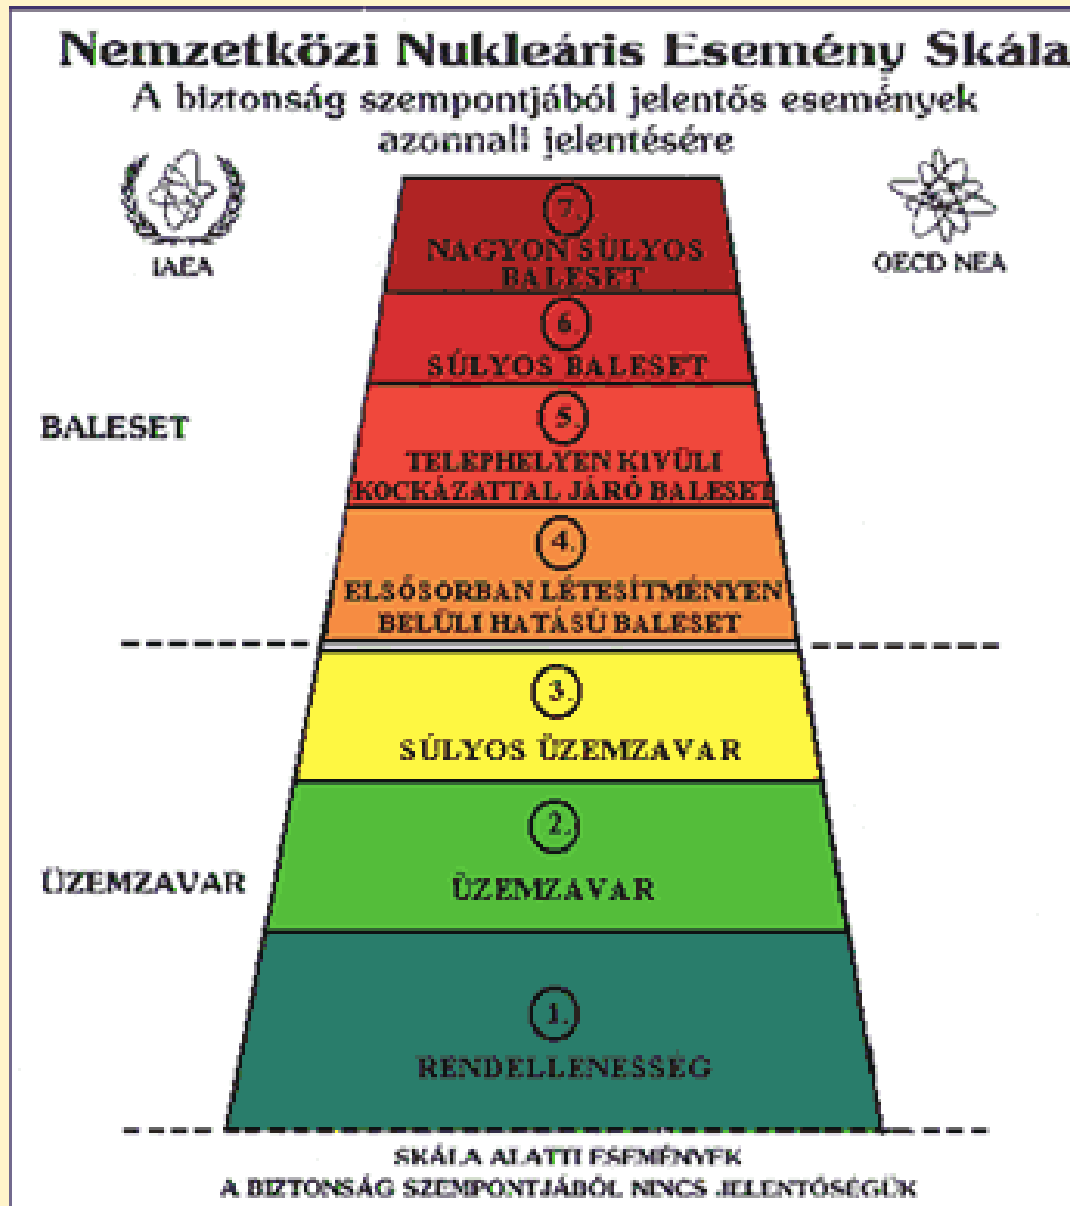 Nemzetközi Nukleáris Esemény Skála
A biztonság szempontjából jelentős események
azonnali jelentésére
IAEA
OECD NEA
7.
NAGYON SÚLYOS
BALESET
6.
SÚLYOS BALESET
BALESET
5.
TELEPHELYEN KIVÜLI
KOCKÁZATTAL JÁRÓ BALESET
4.
ELSŐSORBAN LÉTESÍTMÉNYEN
BELÜLI HATÁSÚ BALESET
3.
SÚLYOS ÜZEMZAVAR
2.
ÜZEMZAVAR
ÜZEMZAVAR
1.
RENDELLENESSÉG
SKÁLA ALATTI ESEMÉNYEK
A BIZTONSÁG SZEMPONTJÁBÓL NINCS JELENTŐSÉGÜK